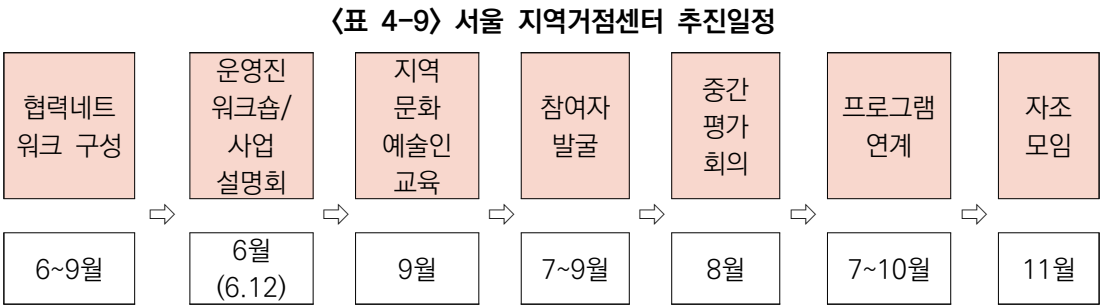 <표 4-9> 서울 지역거점센터 추진일정
협력네트
워크 구성
운영진
워크숍/
사업
설명회
지역
문화
예술인
교육
참여자
발굴
중간
평가
회의
프로그램
연계
자조
모임
6~9월
6월
(6.12)
9월
7~9월
8월
7~10월
11월